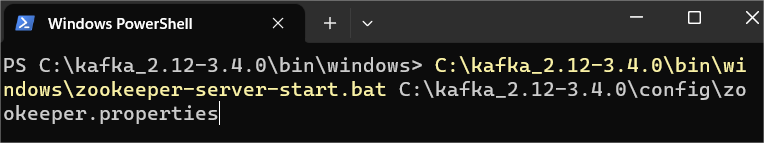 Windows PowerShell
PS C:\kafka_2.12-3.4.0\bin\windows> C:\kafka_2.12-3.4.0\bin\wi
ndows\zookeeper-server-start.bat C:\kafka_2.12-3.4.0\config\zo
okeeper.properties